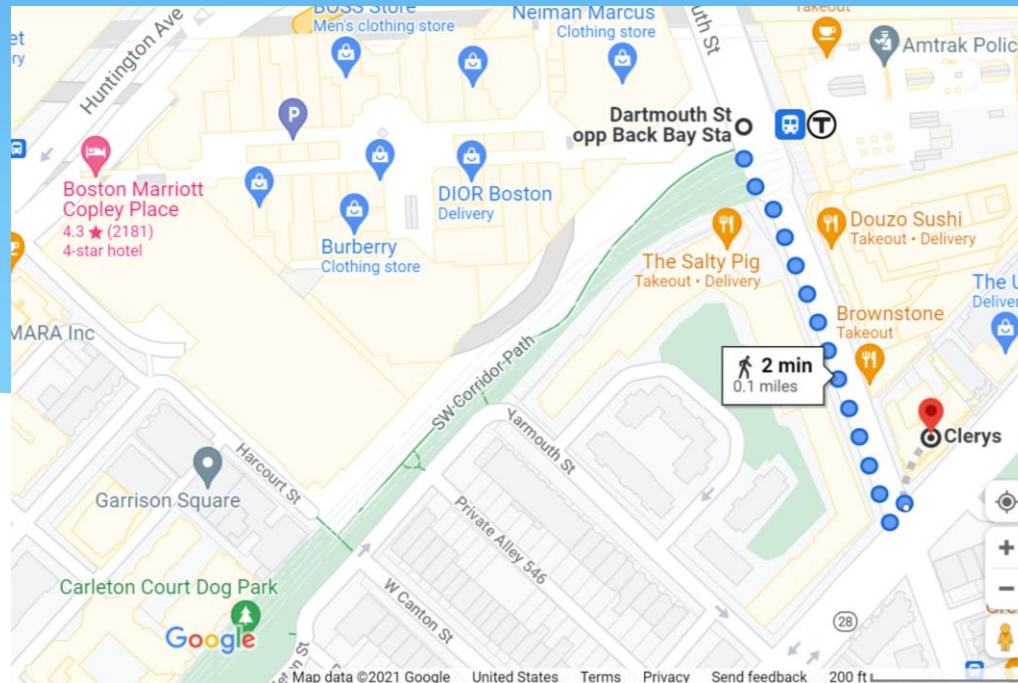 BOSS Store
Men's clothing store
Neiman Marcus
Clothing store
Takeout
Amtrak Polic
Huntington Ave
P
Dartmouth St
opp Back Bay Sta
T
Boston Marriott
Copley Place
4.3 ★ (2181)
4-star hotel
DIOR Boston
Delivery
Burberry
Clothing store
Douzo Sushi
Takeout • Delivery
The Salty Pig
Takeout • Delivery
The U
Deliver
Brownstone
Takeout
MARA Inc
2 min
0.1 miles
SW-Corridor-Path
Clerys
Yarmouth St
Harcourt St
Garrison Square
Private Alley 546
Carleton Court Dog Park
W Canton St
28
Google
Map data ©2021 Google United States Terms Privacy Send feedback 200 ft